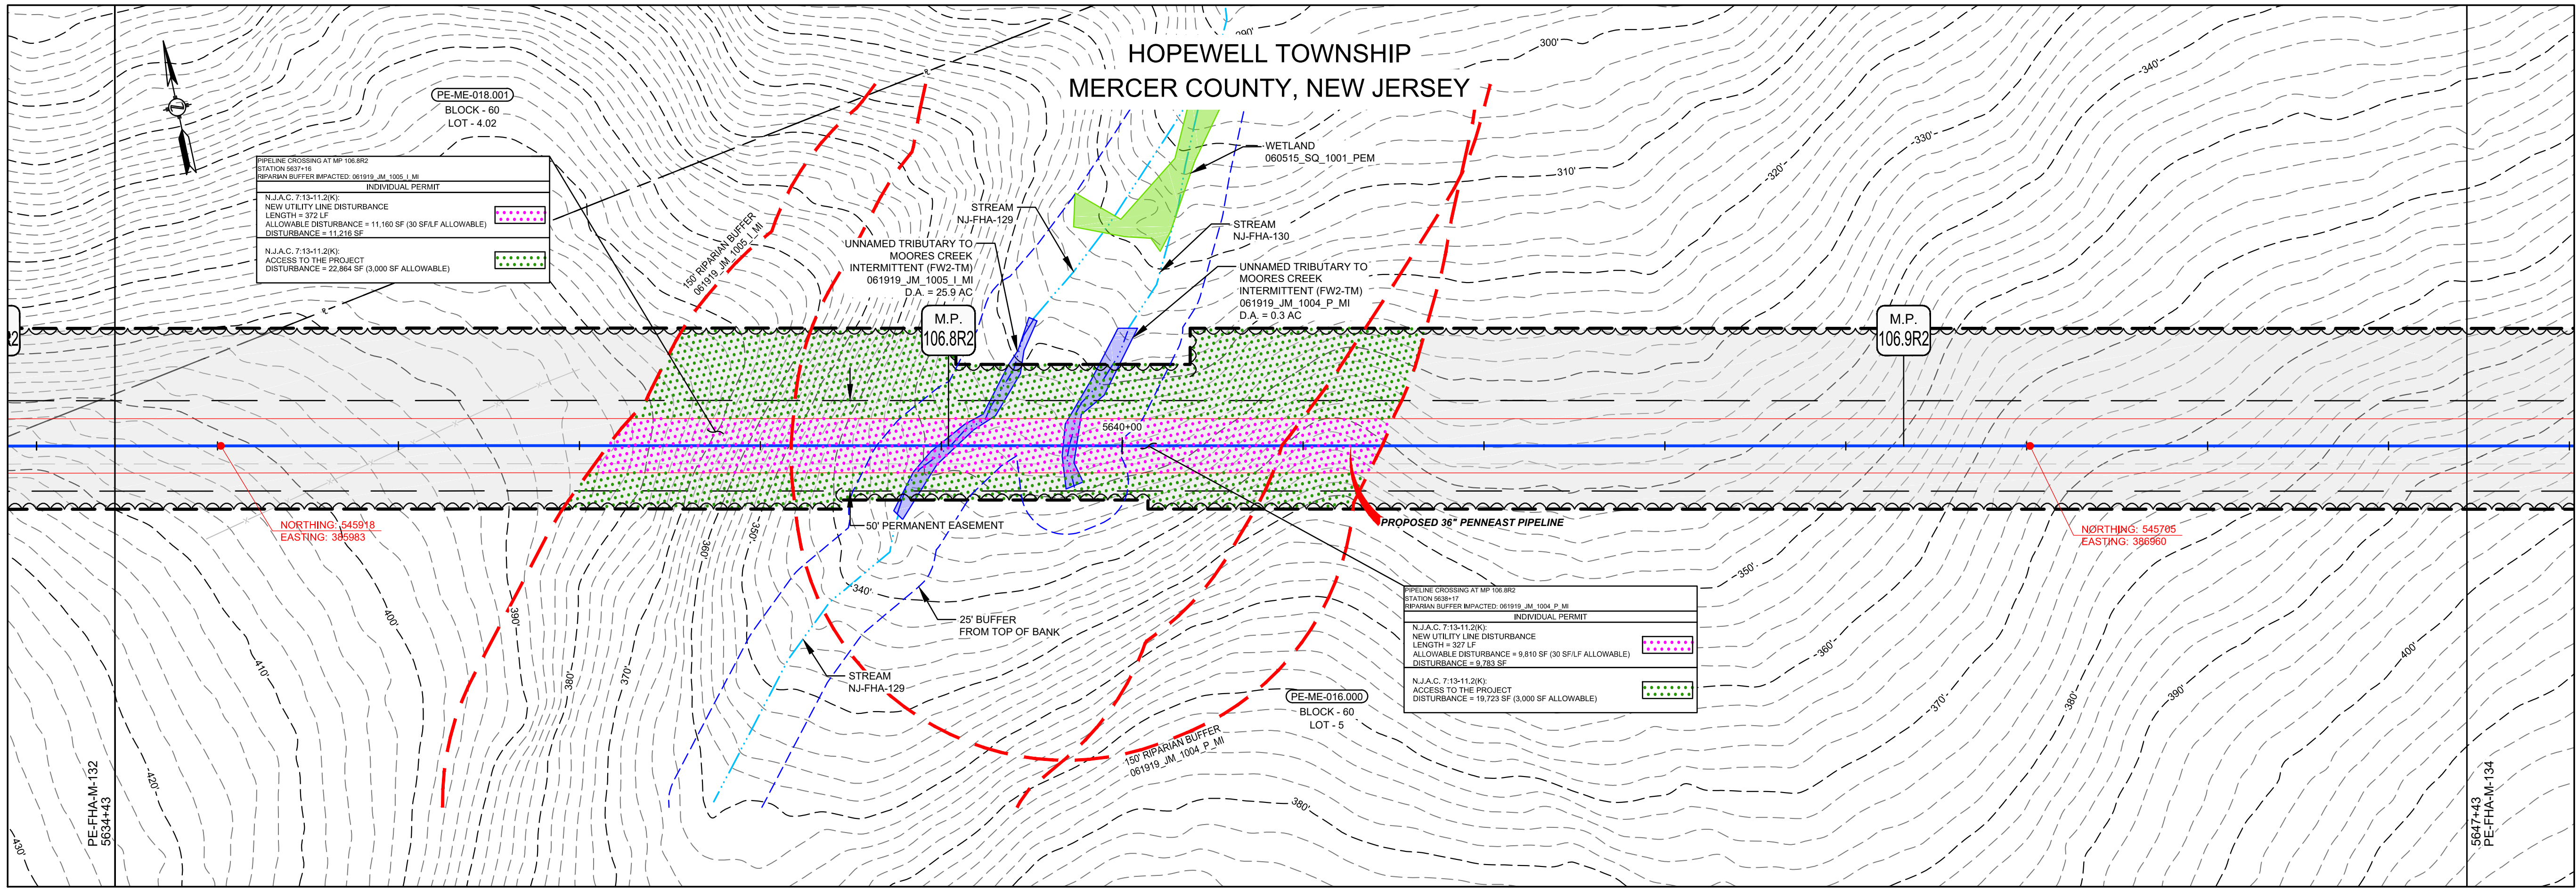 HOPEWELL TOWNSHIP
MERCER COUNTY, NEW JERSEY
PE-ME-018.001
BLOCK - 60
LOT - 4.02
PIPELINE CROSSING AT MP 106.8R2
STATION 5637+16
RIPARIAN BUFFER IMPACTED: 061919_JM_1005_I_MI
INDIVIDUAL PERMIT
N.J.A.C. 7:13-11.2(K):
NEW UTILITY LINE DISTURBANCE
LENGTH = 372 LF
ALLOWABLE DISTURBANCE = 11,160 SF (30 SF/LF ALLOWABLE)
DISTURBANCE = 11,216 SF
N.J.A.C. 7:13-11.2(K):
ACCESS TO THE PROJECT
DISTURBANCE = 22,864 SF (3,000 SF ALLOWABLE)
150' RIPARIAN BUFFER
061919_JM_1005_I_MI
STREAM
NJ-FHA-129
UNNAMED TRIBUTARY TO
MOORES CREEK
INTERMITTENT (FW2-TM)
061919_JM_1005_I_MI
D.A. = 25.9 AC
WETLAND
060515_SQ_1001_PEM
STREAM
NJ-FHA-130
UNNAMED TRIBUTARY TO
MOORES CREEK
INTERMITTENT (FW2-TM)
061919_JM_1004_P_MI
D.A. = 0.3 AC
290'
300'
310'
320'
330'
340'
R2
M.P.
106.8R2
M.P.
106.9R2
5640+00
NORTHING: 545918
EASTING: 385983
50' PERMANENT EASEMENT
PROPOSED 36" PENNEAST PIPELINE
NORTHING: 545705
EASTING: 386960
25' BUFFER
FROM TOP OF BANK
STREAM
NJ-FHA-129
PIPELINE CROSSING AT MP 106.8R2
STATION 5638+17
RIPARIAN BUFFER IMPACTED: 061919_JM_1004_P_MI
INDIVIDUAL PERMIT
N.J.A.C. 7:13-11.2(K):
NEW UTILITY LINE DISTURBANCE
LENGTH = 327 LF
ALLOWABLE DISTURBANCE = 9,810 SF (30 SF/LF ALLOWABLE)
DISTURBANCE = 9,783 SF
N.J.A.C. 7:13-11.2(K):
ACCESS TO THE PROJECT
DISTURBANCE = 19,723 SF (3,000 SF ALLOWABLE)
PE-ME-016.000
BLOCK - 60
LOT - 5
150' RIPARIAN BUFFER
061919_JM_1004_P_MI
430'
420'
410'
400'
390'
380'
370'
360'
350'
340'
380'
350'
360'
370'
380'
390'
400'
PE-FHA-M-132
5634+43
5647+43
PE-FHA-M-134